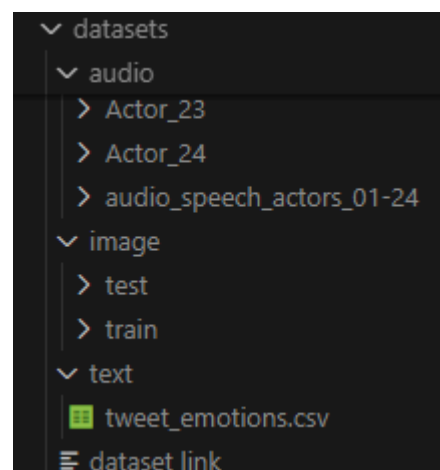 datasets
audio
Actor_23
Actor_24
audio_speech_actors_01-24
image
test
train
text
tweet_emotions.csv
dataset link